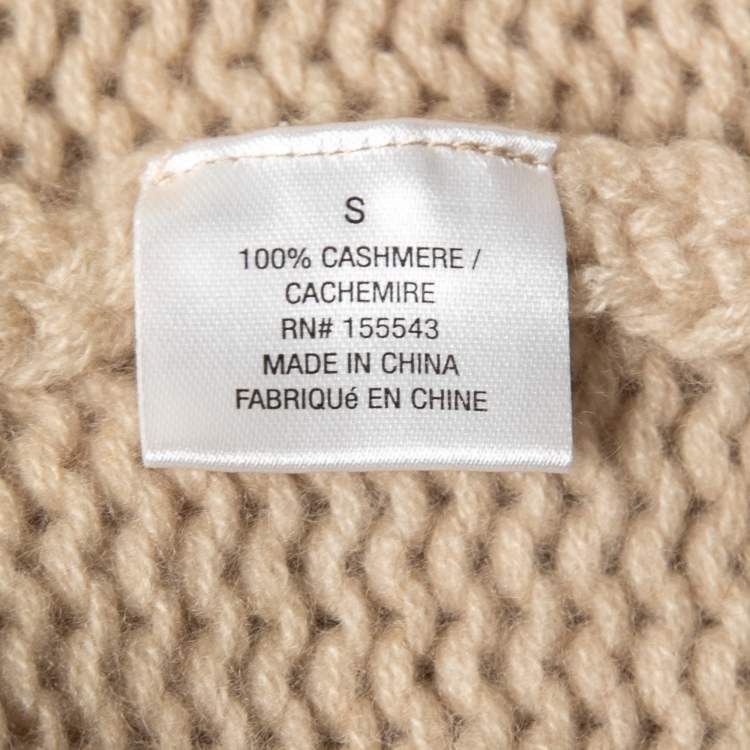 S
100% CASHMERE /
CACHEMIRE
RN# 155543
MADE IN CHINA
FABRIQUé EN CHINE